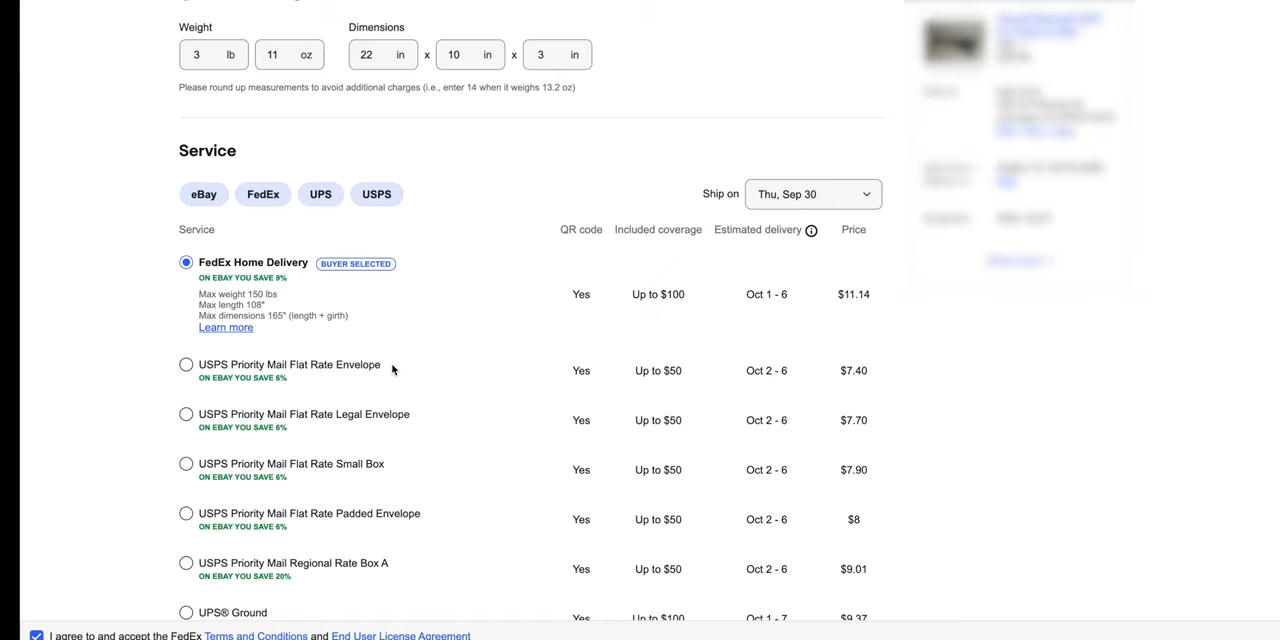 Weight Dimensions
3 lb 11 oz 22 in x 10 in x 3 in
Please round up measurements to avoid additional charges (i.e., enter 14 when it weighs 13.2 oz)
Service
eBay FedEx UPS USPS Ship on Thu, Sep 30
Service QR code Included coverage Estimated delivery Price
FedEx Home Delivery BUYER SELECTED
ON EBAY YOU SAVE 9%
Max weight 150 lbs
Yes Up to $100 Oct 1 - 6 $11.14
Max length 108"
Max dimensions 165" (length + girth)
Learn more
USPS Priority Mail Flat Rate Envelope
Yes Up to $50 Oct 2 - 6 $7.40
ON EBAY YOU SAVE 6%
USPS Priority Mail Flat Rate Legal Envelope
Yes Up to $50 Oct 2 - 6 $7.70
ON EBAY YOU SAVE 6%
USPS Priority Mail Flat Rate Small Box
Yes Up to $50 Oct 2 - 6 $7.90
ON EBAY YOU SAVE 6%
USPS Priority Mail Flat Rate Padded Envelope
Yes Up to $50 Oct 2 - 6 $8
ON EBAY YOU SAVE 6%
USPS Priority Mail Regional Rate Box A
Yes Up to $50 Oct 2 - 6 $9.01
ON EBAY YOU SAVE 20%
UPS® Ground
Yes Up to $100 Oct 1 - 7 $9.37
I agree to and accept the FedEx Terms and Conditions and End User License Agreement